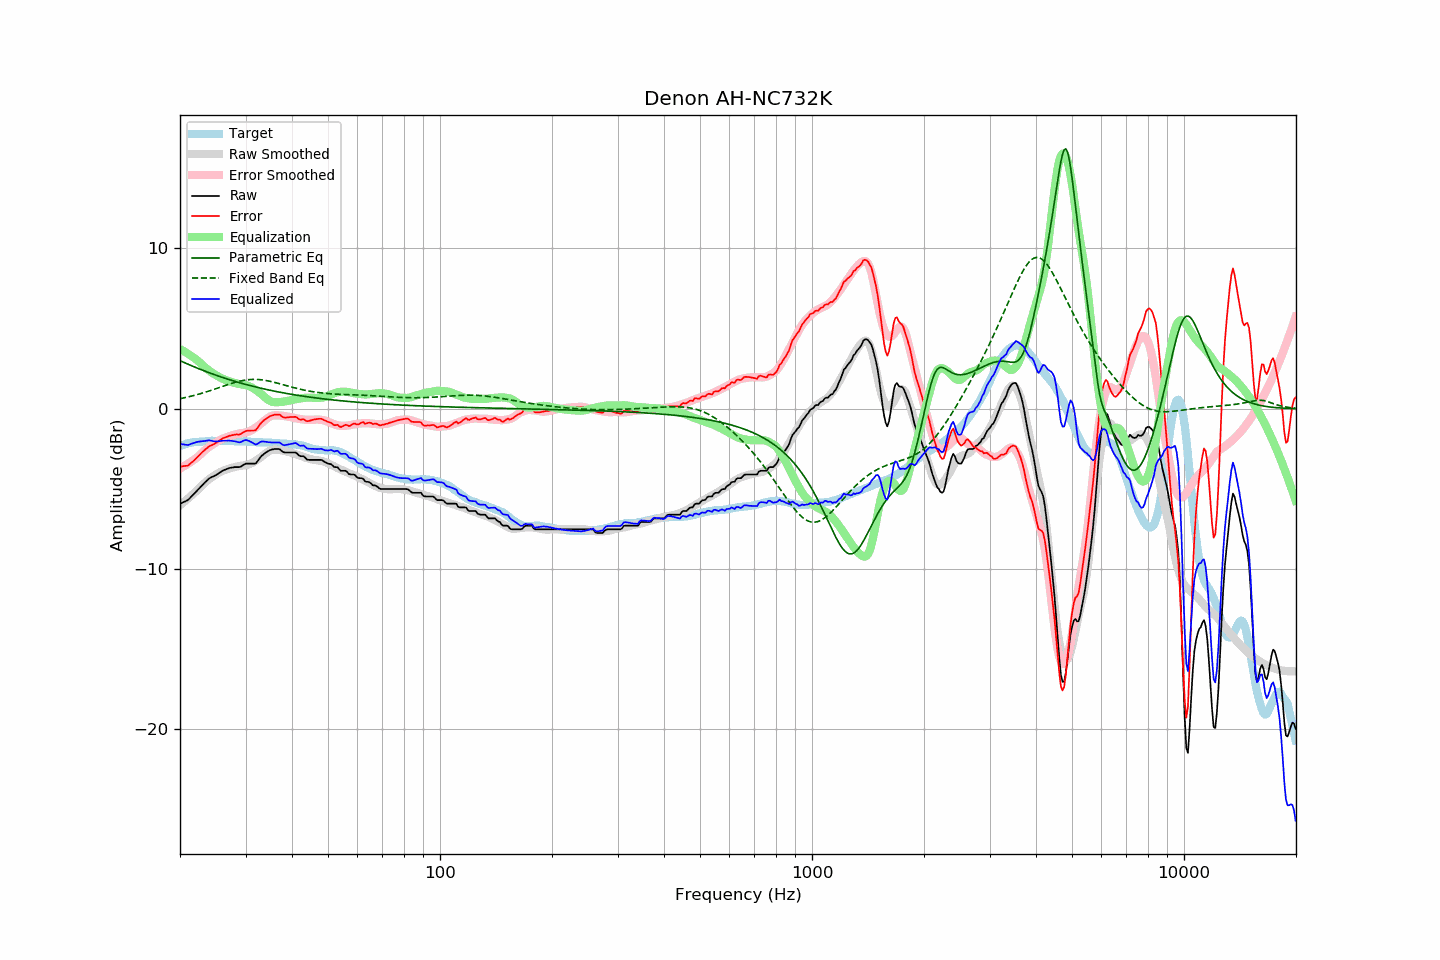 Denon AH-NC732K
Target
Raw Smoothed
Error Smoothed
Raw
Error
Equalization
Parametric Eq
Fixed Band Eq
Equalized
10
0
−10
−20
Amplitude (dBr)
100
1000
10000
Frequency (Hz)